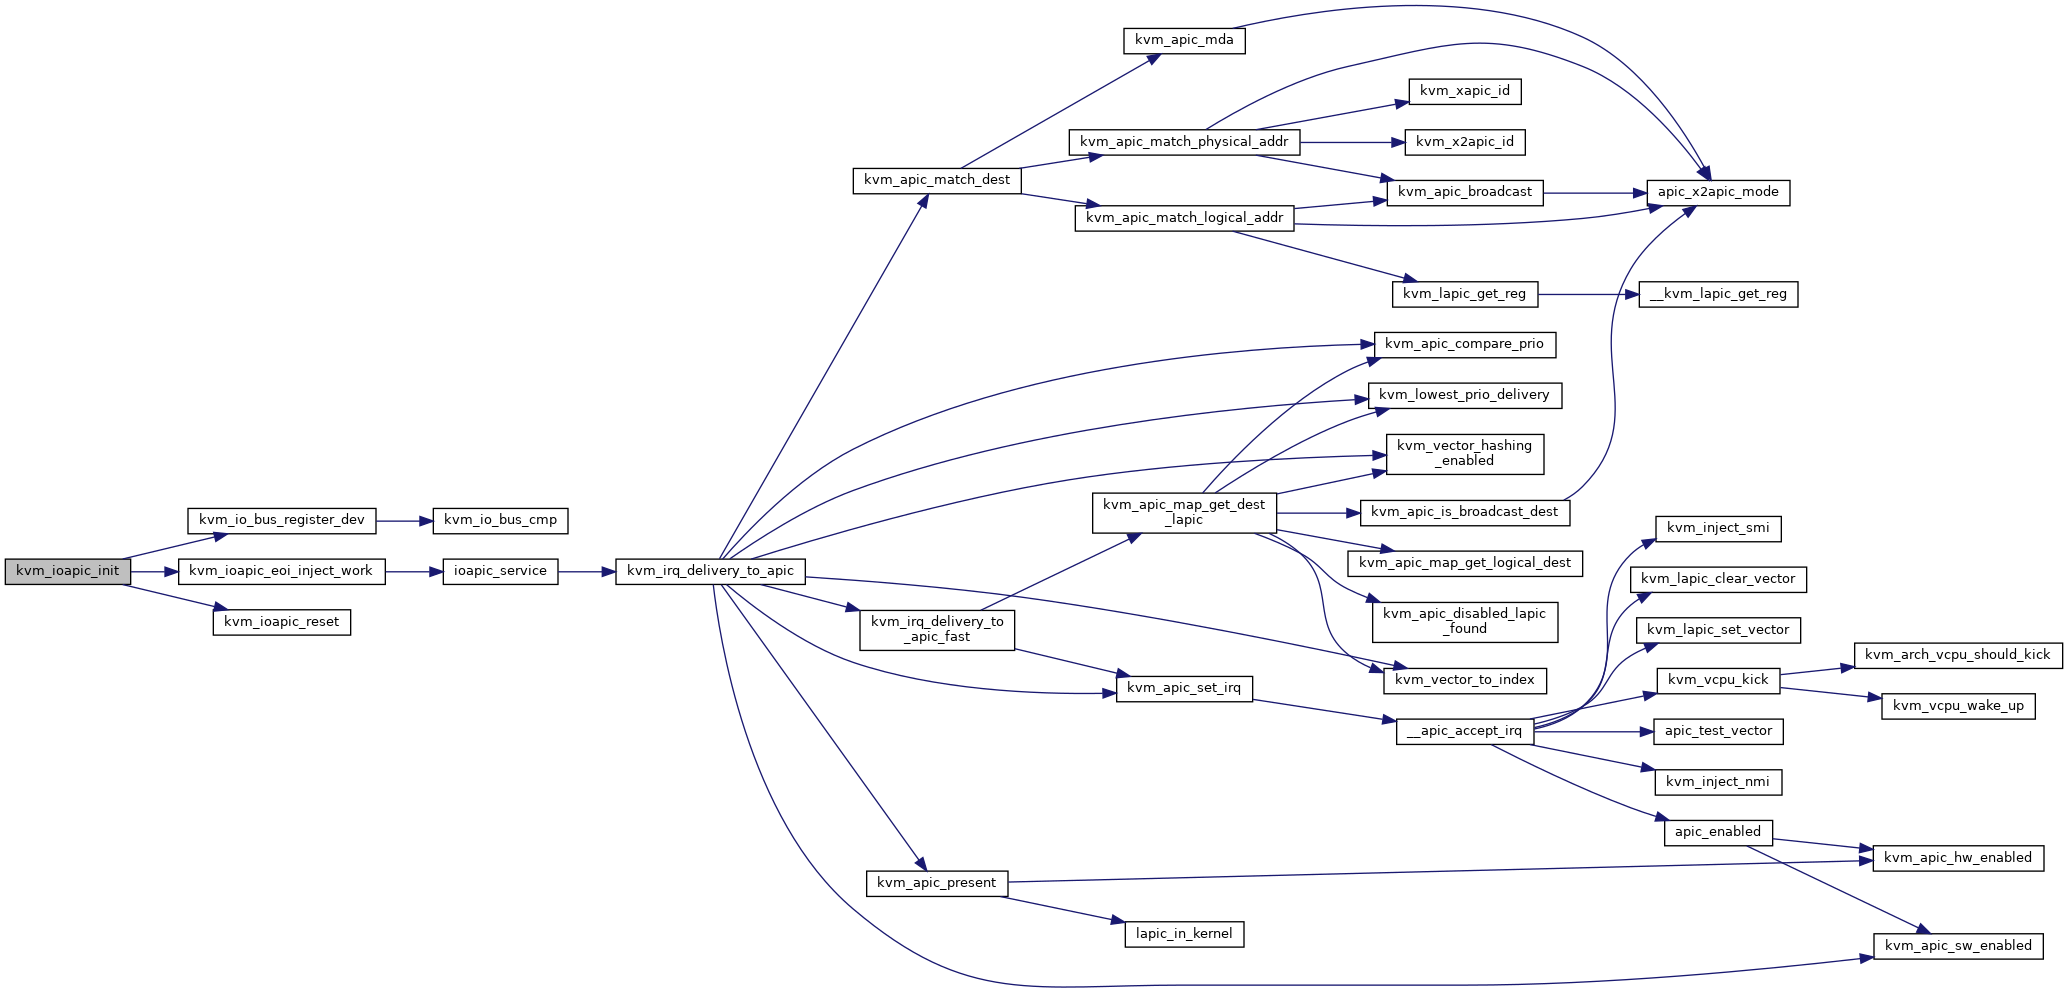 kvm_ioapic_init
kvm_io_bus_register_dev
kvm_io_bus_cmp
kvm_ioapic_eoi_inject_work
ioapic_service
kvm_ioapic_reset
kvm_irq_delivery_to_apic
kvm_apic_match_dest
kvm_apic_mda
kvm_apic_match_physical_addr
kvm_apic_match_logical_addr
kvm_xapic_id
kvm_x2apic_id
kvm_apic_broadcast
apic_x2apic_mode
kvm_lapic_get_reg
__kvm_lapic_get_reg
kvm_apic_compare_prio
kvm_lowest_prio_delivery
kvm_vector_hashing
_enabled
kvm_irq_delivery_to
_apic_fast
kvm_apic_map_get_dest
_lapic
kvm_apic_is_broadcast_dest
kvm_apic_map_get_logical_dest
kvm_apic_disabled_lapic
_found
kvm_vector_to_index
kvm_apic_set_irq
__apic_accept_irq
kvm_inject_smi
kvm_lapic_clear_vector
kvm_lapic_set_vector
kvm_vcpu_kick
kvm_arch_vcpu_should_kick
kvm_vcpu_wake_up
apic_test_vector
kvm_inject_nmi
apic_enabled
kvm_apic_present
lapic_in_kernel
kvm_apic_hw_enabled
kvm_apic_sw_enabled